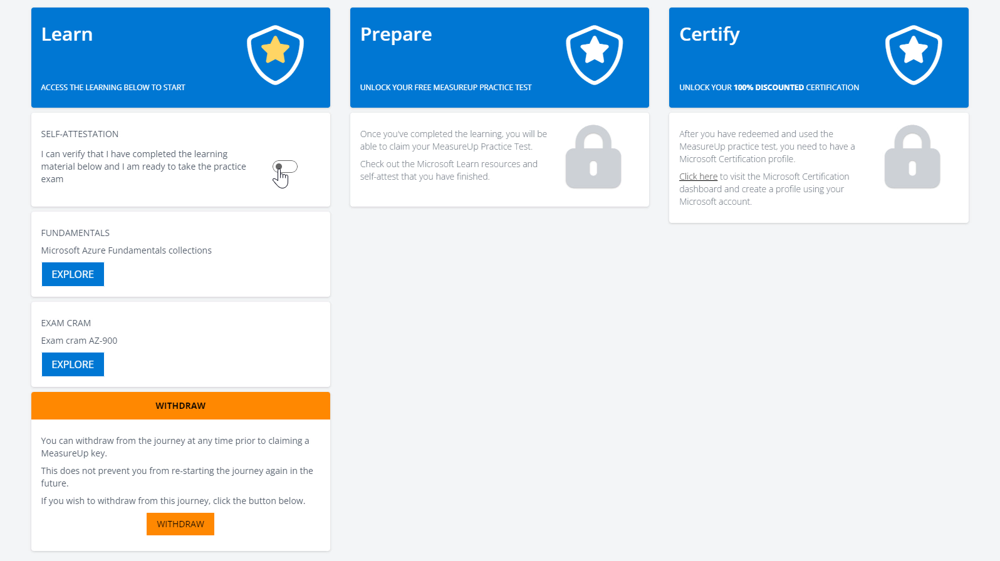 Learn
ACCESS THE LEARNING BELOW TO START
SELF-ATTESTATION
I can verify that I have completed the learning
material below and I am ready to take the practice
exam
FUNDAMENTALS
Microsoft Azure Fundamentals collections
EXPLORE
EXAM CRAM
Exam cram AZ-900
EXPLORE
WITHDRAW
You can withdraw from the journey at any time prior to claiming a
MeasureUp key.
This does not prevent you from re-starting the journey again in the
future.
If you wish to withdraw from this journey, click the button below.
WITHDRAW
Prepare
UNLOCK YOUR FREE MEASUREUP PRACTICE TEST
Once you've completed the learning, you will be
able to claim your MeasureUp Practice Test.
Check out the Microsoft Learn resources and
self-attest that you have finished.
Certify
UNLOCK YOUR 100% DISCOUNTED CERTIFICATION
After you have redeemed and used the
MeasureUp practice test, you need to have a
Microsoft Certification profile.
Click here to visit the Microsoft Certification
dashboard and create a profile using your
Microsoft account.